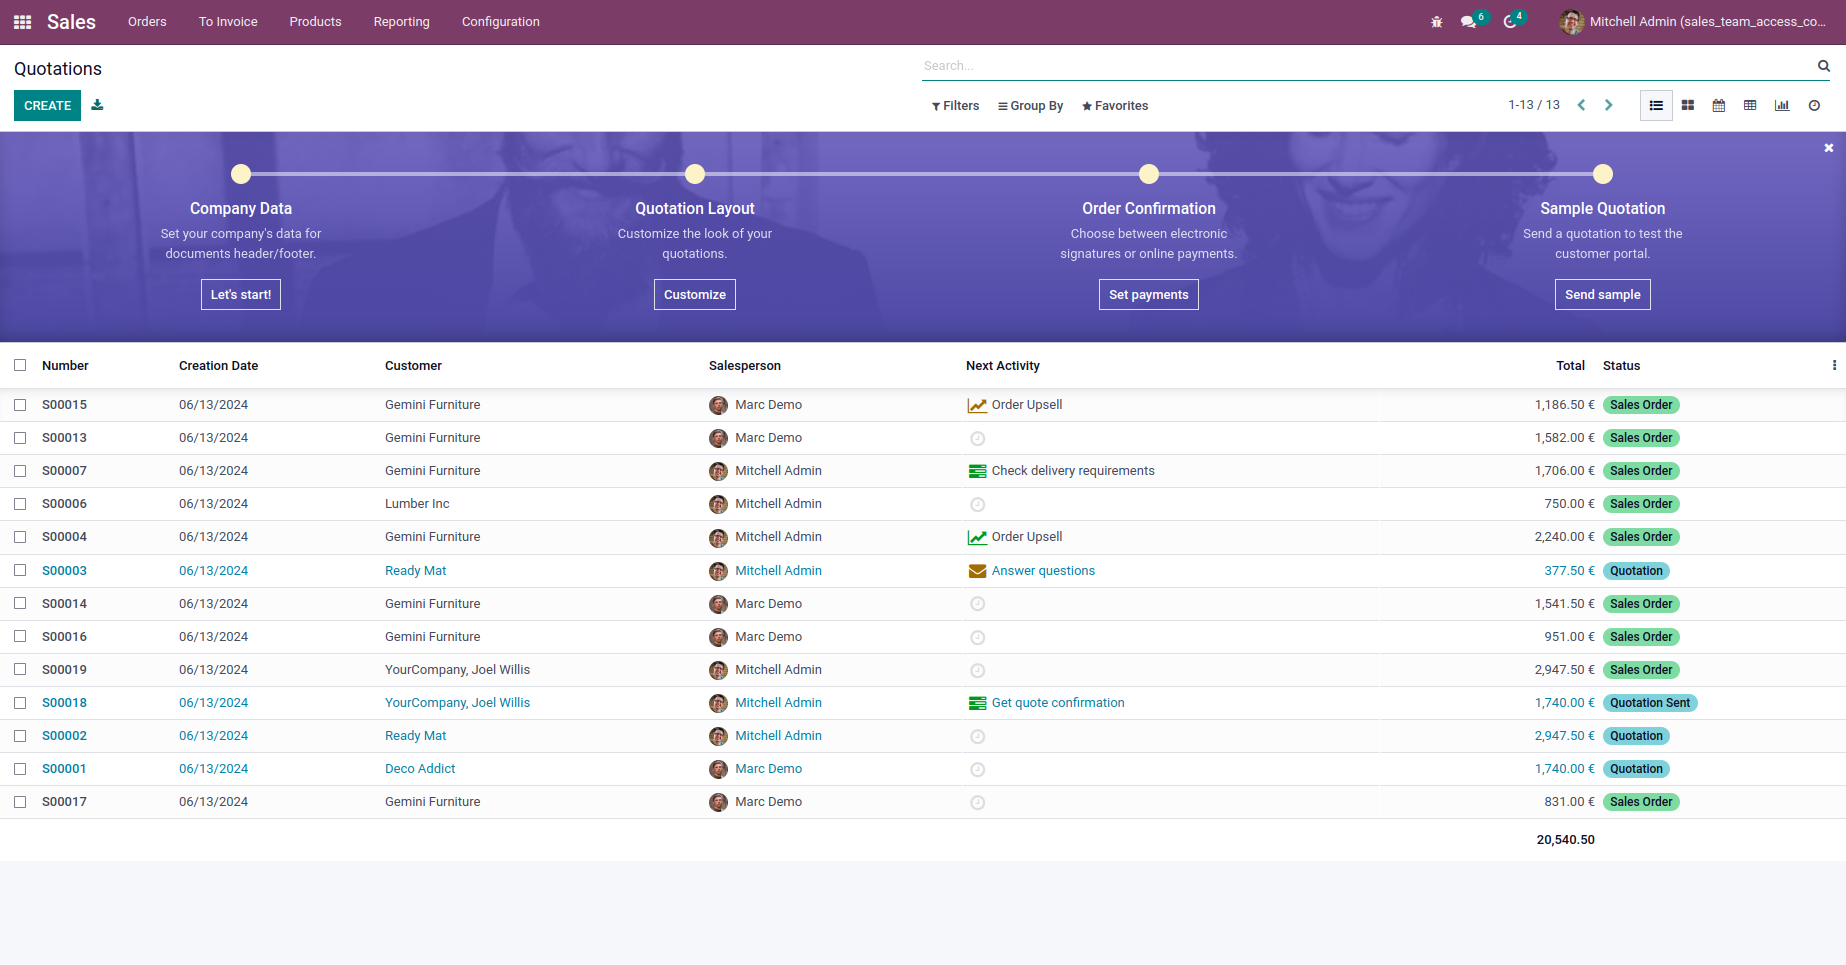 Sales Orders To Invoice Products Reporting Configuration 6 4 Mitchell Admin (sales_team_access_co...
Quotations
Search...
CREATE
Filters Group By Favorites 1-13 / 13
Company Data Quotation Layout Order Confirmation Sample Quotation
Set your company's data for Customize the look of your Choose between electronic Send a quotation to test the
documents header/footer. quotations. signatures or online payments. customer portal.
Let's start! Customize Set payments Send sample
Number Creation Date Customer Salesperson Next Activity Total Status
S00015 06/13/2024 Gemini Furniture Marc Demo Order Upsell 1,186.50 € Sales Order
S00013 06/13/2024 Gemini Furniture Marc Demo 1,582.00 € Sales Order
S00007 06/13/2024 Gemini Furniture Mitchell Admin Check delivery requirements 1,706.00 € Sales Order
S00006 06/13/2024 Lumber Inc Mitchell Admin 750.00 € Sales Order
S00004 06/13/2024 Gemini Furniture Mitchell Admin Order Upsell 2,240.00 € Sales Order
S00003 06/13/2024 Ready Mat Mitchell Admin Answer questions 377.50 € Quotation
S00014 06/13/2024 Gemini Furniture Marc Demo 1,541.50 € Sales Order
S00016 06/13/2024 Gemini Furniture Marc Demo 951.00 € Sales Order
S00019 06/13/2024 YourCompany, Joel Willis Mitchell Admin 2,947.50 € Sales Order
S00018 06/13/2024 YourCompany, Joel Willis Mitchell Admin Get quote confirmation 1,740.00 € Quotation Sent
S00002 06/13/2024 Ready Mat Mitchell Admin 2,947.50 € Quotation
S00001 06/13/2024 Deco Addict Marc Demo 1,740.00 € Quotation
S00017 06/13/2024 Gemini Furniture Marc Demo 831.00 € Sales Order
20,540.50